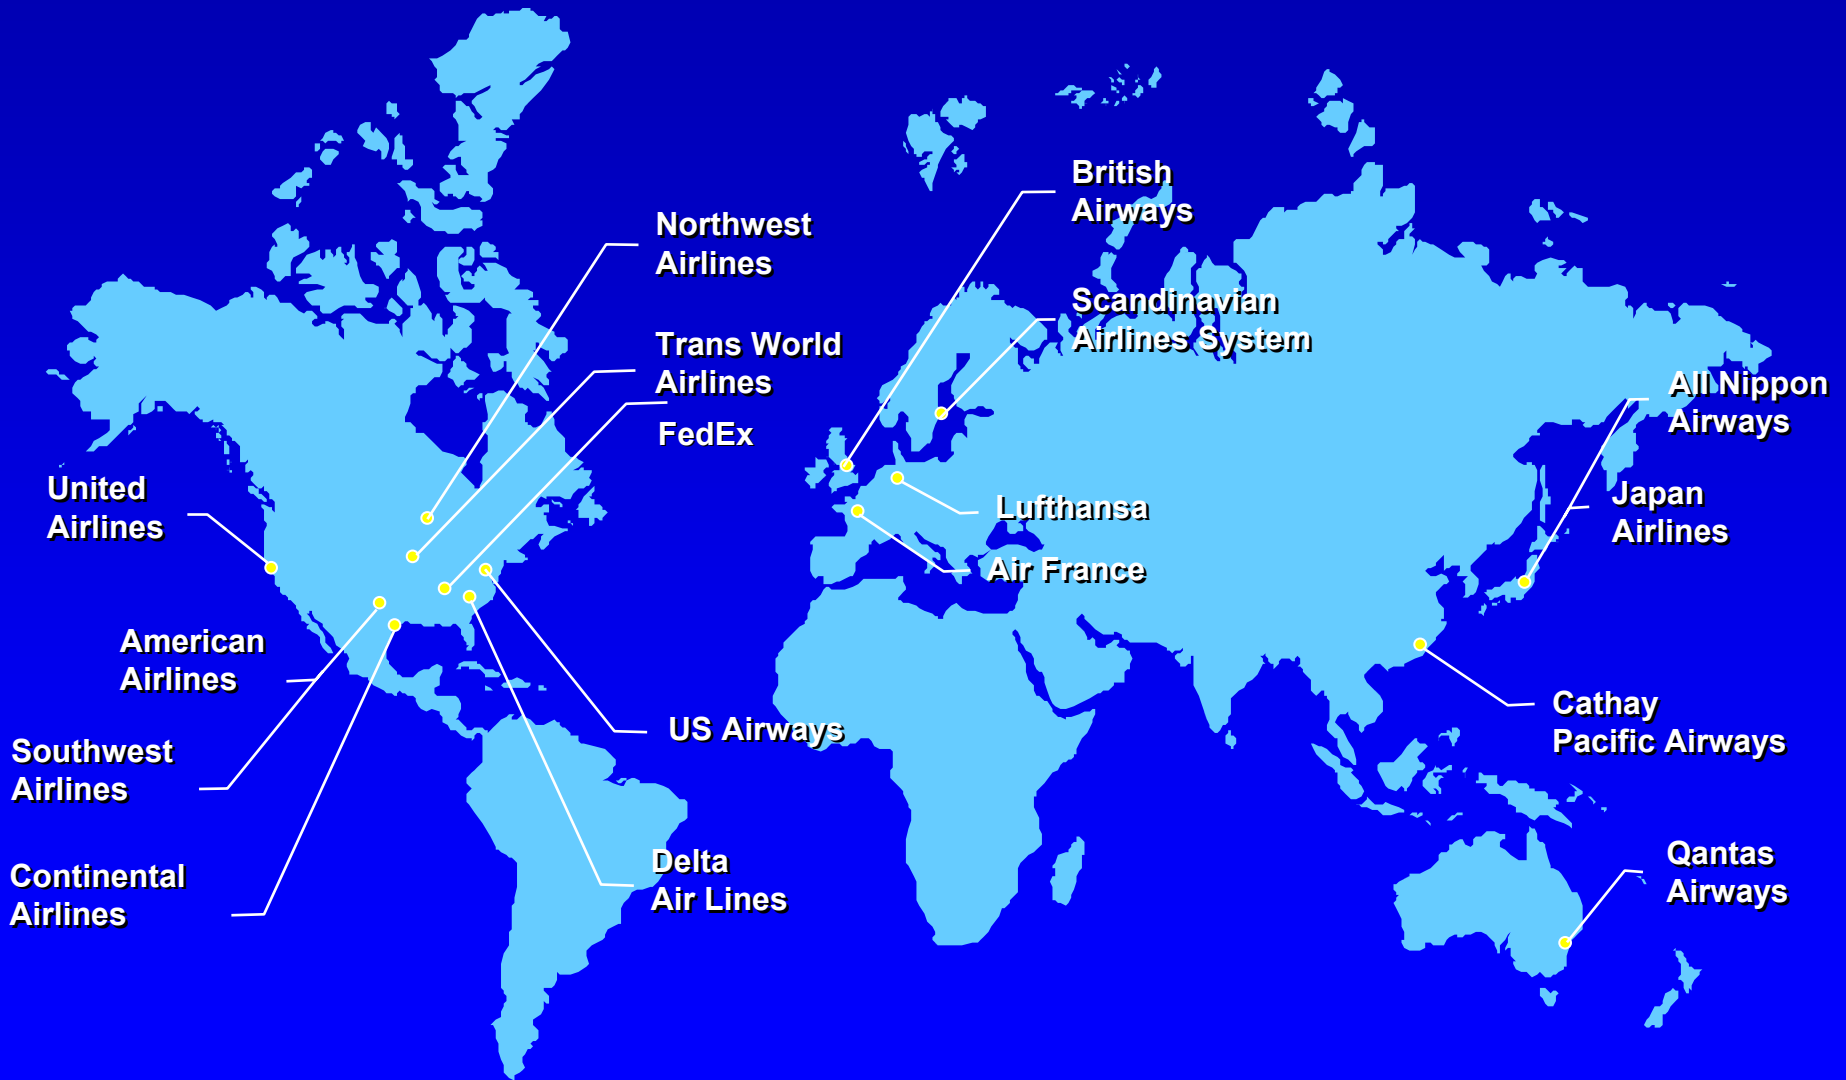 British
Airways
Northwest
Airlines
Scandinavian
Airlines System
Trans World
Airlines
All Nippon
Airways
FedEx
United
Airlines
Japan
Airlines
Lufthansa
Air France
American
Airlines
Cathay
Pacific Airways
US Airways
Southwest
Airlines
Delta
Air Lines
Qantas
Airways
Continental
Airlines